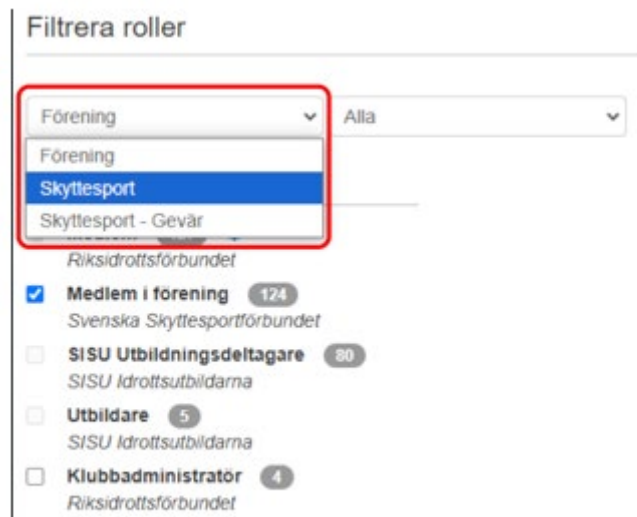 Filtrera roller
Förening Alla
Förening
Skyttesport
Skyttesport - Gevär
Riksidrottsförbundet
Medlem i förening 124
Svenska Skyttesportförbundet
SISU Utbildningsdeltagare 80
SISU Idrottsutbildarna
Utbildare 5
SISU Idrottsutbildarna
Klubbadministratör 4
Riksidrottsförbundet